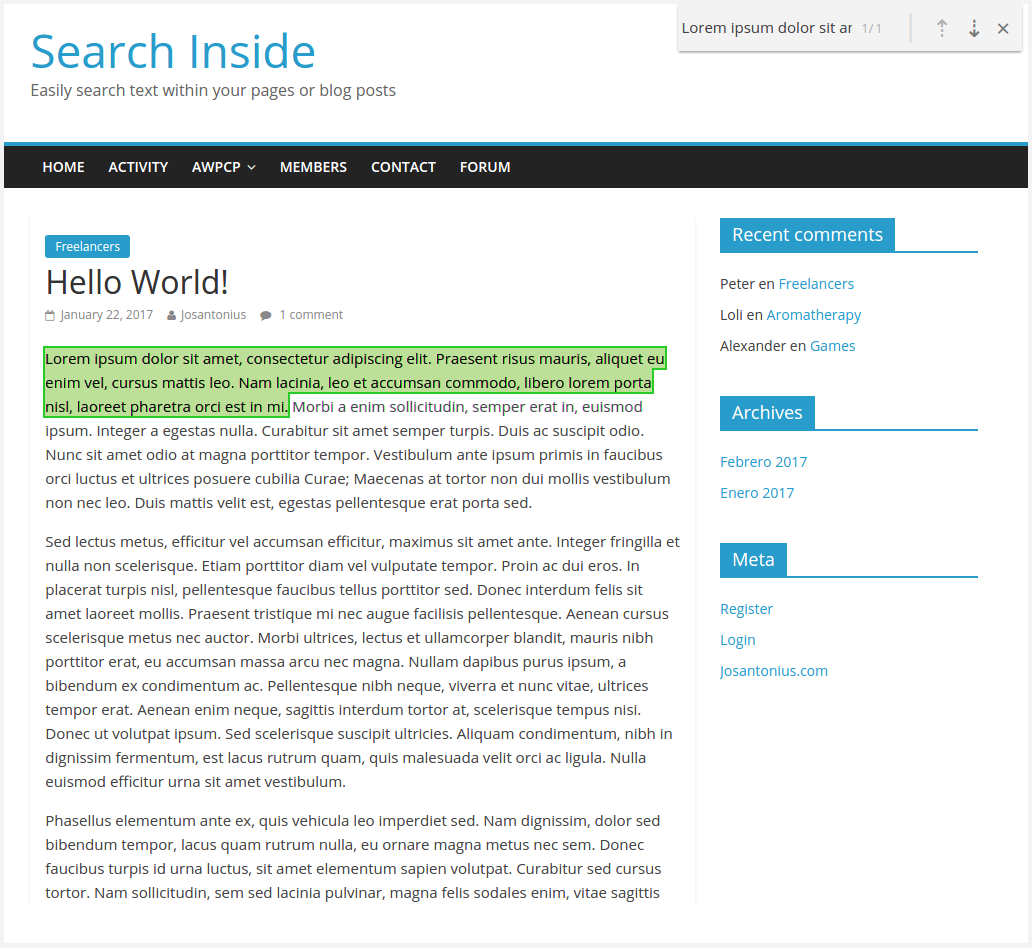 Lorem ipsum dolor sit ar 1/1
Search Inside
Easily search text within your pages or blog posts
HOME ACTIVITY AWPCP MEMBERS CONTACT FORUM
Freelancers
Hello World!
January 22, 2017 Josantonius 1 comment
Lorem ipsum dolor sit amet, consectetur adipiscing elit. Praesent risus mauris, aliquet eu
enim vel, cursus mattis leo. Nam lacinia, leo et accumsan commodo, libero lorem porta
nisl, laoreet pharetra orci est in mi. Morbi a enim sollicitudin, semper erat in, euismod
ipsum. Integer a egestas nulla. Curabitur sit amet semper turpis. Duis ac suscipit odio.
Nunc sit amet odio at magna porttitor tempor. Vestibulum ante ipsum primis in faucibus
orci luctus et ultrices posuere cubilia Curae; Maecenas at tortor non dui mollis vestibulum
non nec leo. Duis mattis velit est, egestas pellentesque erat porta sed.
Sed lectus metus, efficitur vel accumsan efficitur, maximus sit amet ante. Integer fringilla et
nulla non scelerisque. Etiam porttitor diam vel vulputate tempor. Proin ac dui eros. In
placerat turpis nisl, pellentesque faucibus tellus porttitor sed. Donec interdum felis sit
amet laoreet mollis. Praesent tristique mi nec augue facilisis pellentesque. Aenean cursus
scelerisque metus nec auctor. Morbi ultrices, lectus et ullamcorper blandit, mauris nibh
porttitor erat, eu accumsan massa arcu nec magna. Nullam dapibus purus ipsum, a
bibendum ex condimentum ac. Pellentesque nibh neque, viverra et nunc vitae, ultrices
tempor erat. Aenean enim neque, sagittis interdum tortor at, scelerisque tempus nisi.
Donec ut volutpat ipsum. Sed scelerisque suscipit ultricies. Aliquam condimentum, nibh in
dignissim fermentum, est lacus rutrum quam, quis malesuada velit orci ac ligula. Nulla
euismod efficitur urna sit amet vestibulum.
Phasellus elementum ante ex, quis vehicula leo imperdiet sed. Nam dignissim, dolor sed
bibendum tempor, lacus quam rutrum nulla, eu ornare magna metus nec sem. Donec
faucibus turpis id urna luctus, sit amet elementum sapien volutpat. Curabitur sed cursus
tortor. Nam sollicitudin, sem sed lacinia pulvinar, magna felis sodales enim, vitae sagittis
Recent comments
Peter en Freelancers
Loli en Aromatherapy
Alexander en Games
Archives
Febrero 2017
Enero 2017
Meta
Register
Login
Josantonius.com